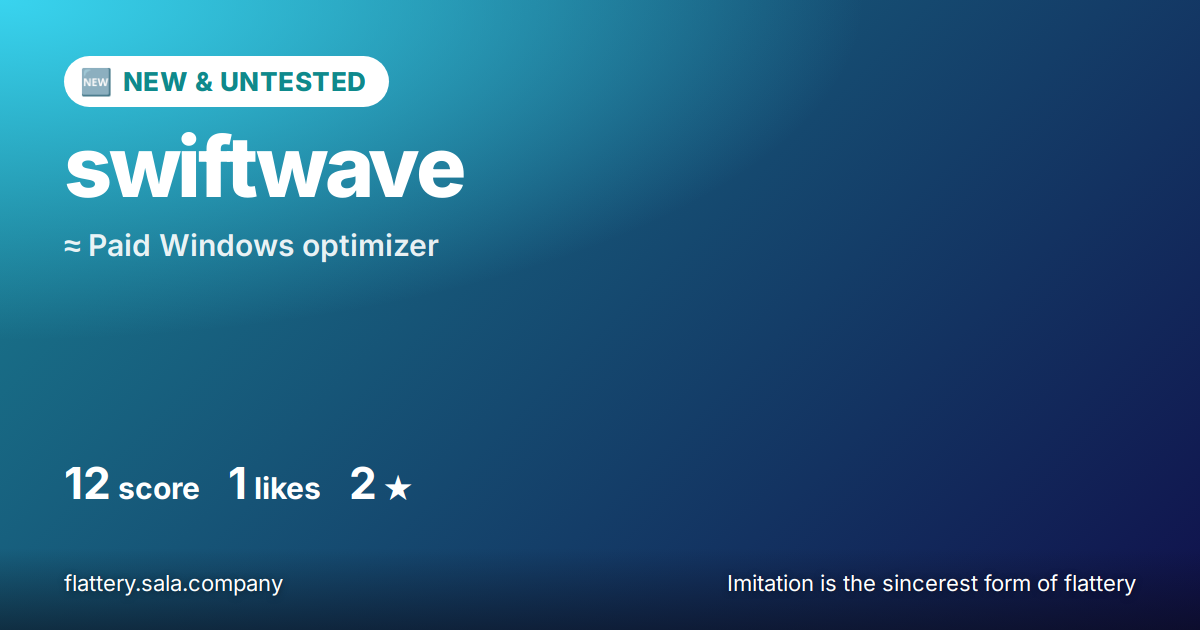 🆕 NEW & UNTESTED
swiftwave
≈ Paid Windows optimizer
12 score 1 likes 2 ★
flattery.sala.company
Imitation is the sincerest form of flattery